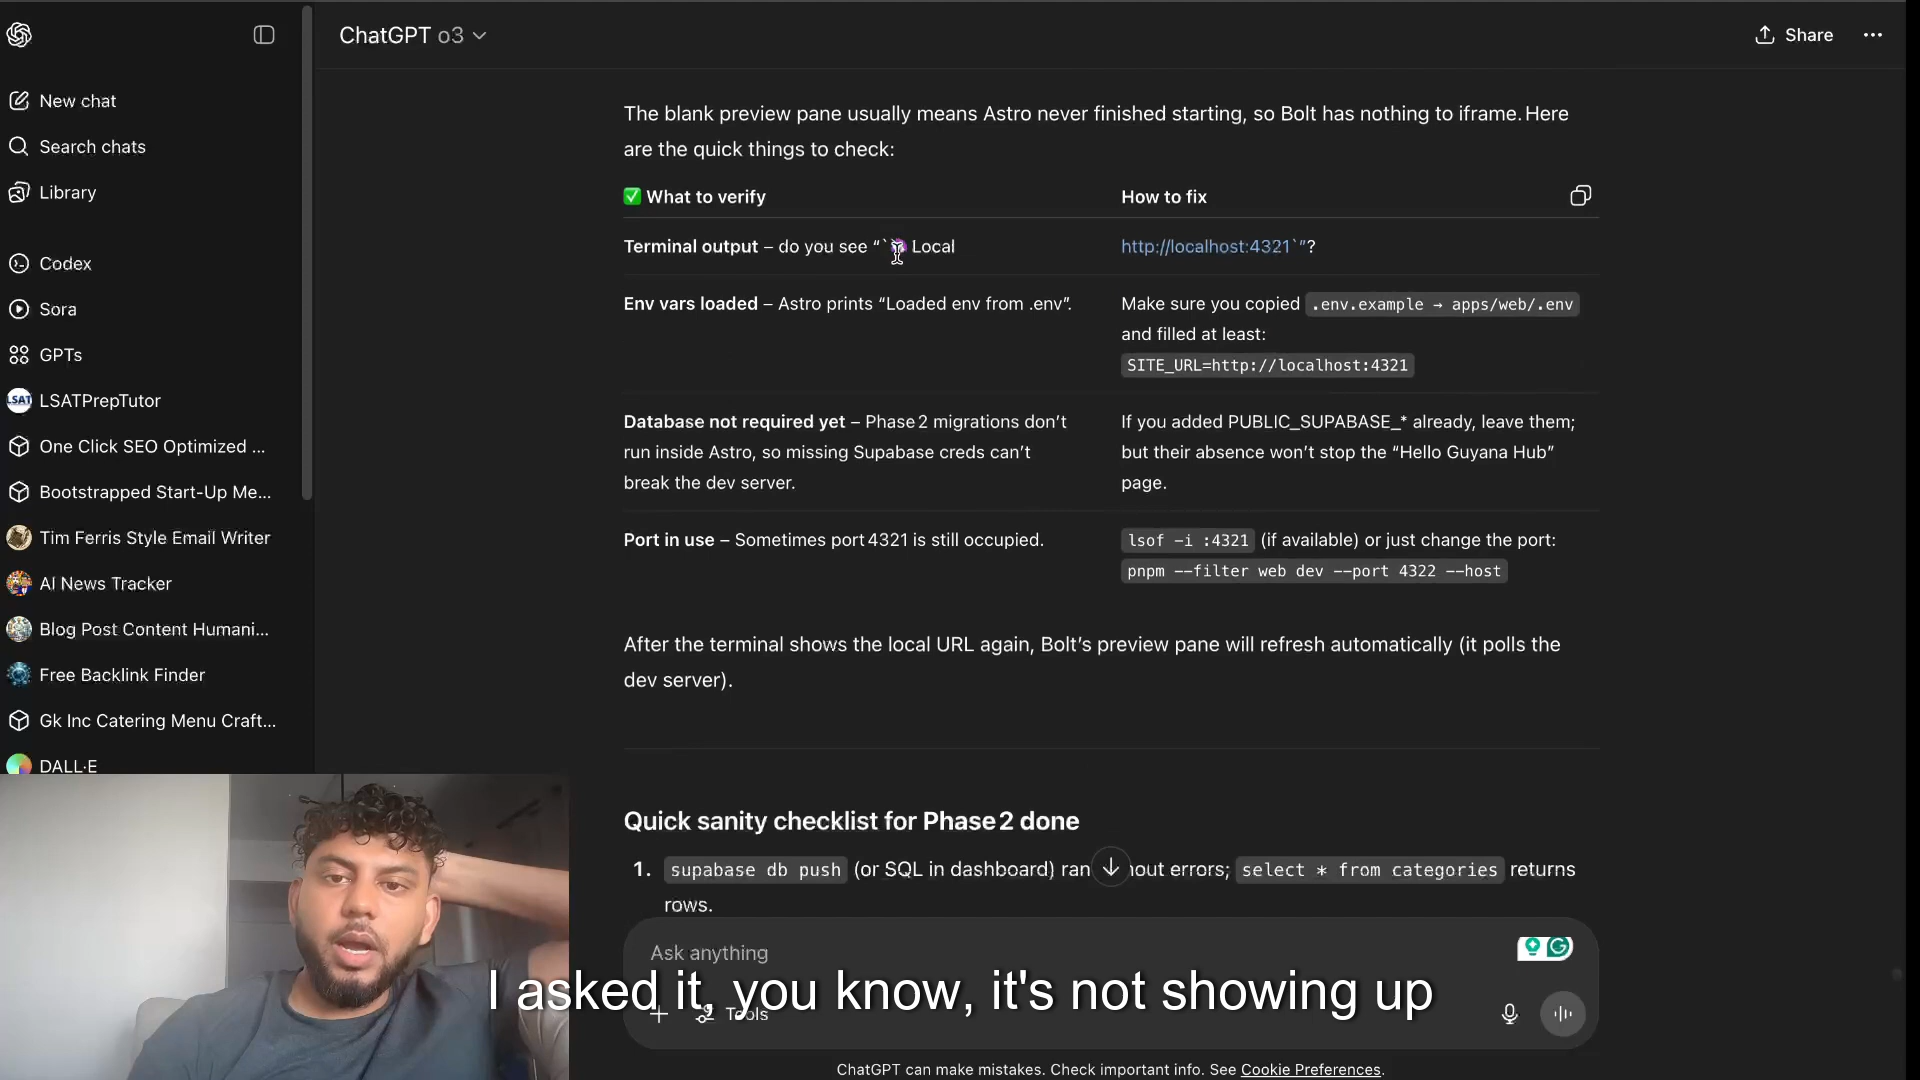 ChatGPT o3
Share
New chat
Search chats
Library
Codex
Sora
GPTs
LSAT
LSATPrepTutor
One Click SEO Optimized ...
Bootstrapped Start-Up Me...
Tim Ferris Style Email Writer
AI News Tracker
Blog Post Content Humani...
Free Backlink Finder
Gk Inc Catering Menu Craft...
DALL·E
The blank preview pane usually means Astro never finished starting, so Bolt has nothing to iframe. Here
are the quick things to check:
✅ What to verify
How to fix
Terminal output – do you see “` Local
http://localhost:4321`”?
Env vars loaded – Astro prints “Loaded env from .env”.
Make sure you copied .env.example → apps/web/.env
and filled at least:
SITE_URL=http://localhost:4321
Database not required yet – Phase 2 migrations don’t
run inside Astro, so missing Supabase creds can’t
break the dev server.
If you added PUBLIC_SUPABASE_* already, leave them;
but their absence won’t stop the “Hello Guyana Hub”
page.
Port in use – Sometimes port 4321 is still occupied.
lsof -i :4321 (if available) or just change the port:
pnpm --filter web dev --port 4322 --host
After the terminal shows the local URL again, Bolt’s preview pane will refresh automatically (it polls the
dev server).
Quick sanity checklist for Phase 2 done
1. supabase db push (or SQL in dashboard) ran hout errors; select * from categories returns
rows.
Ask anything
I asked it, you know, it's not showing up
Tools
ChatGPT can make mistakes. Check important info. See Cookie Preferences.